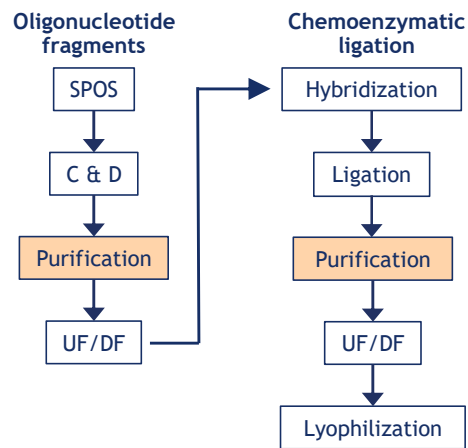 Oligonucleotide
fragments
SPOS
C & D
Purification
UF/DF
Chemoenzymatic
ligation
Hybridization
Ligation
Purification
UF/DF
Lyophilization